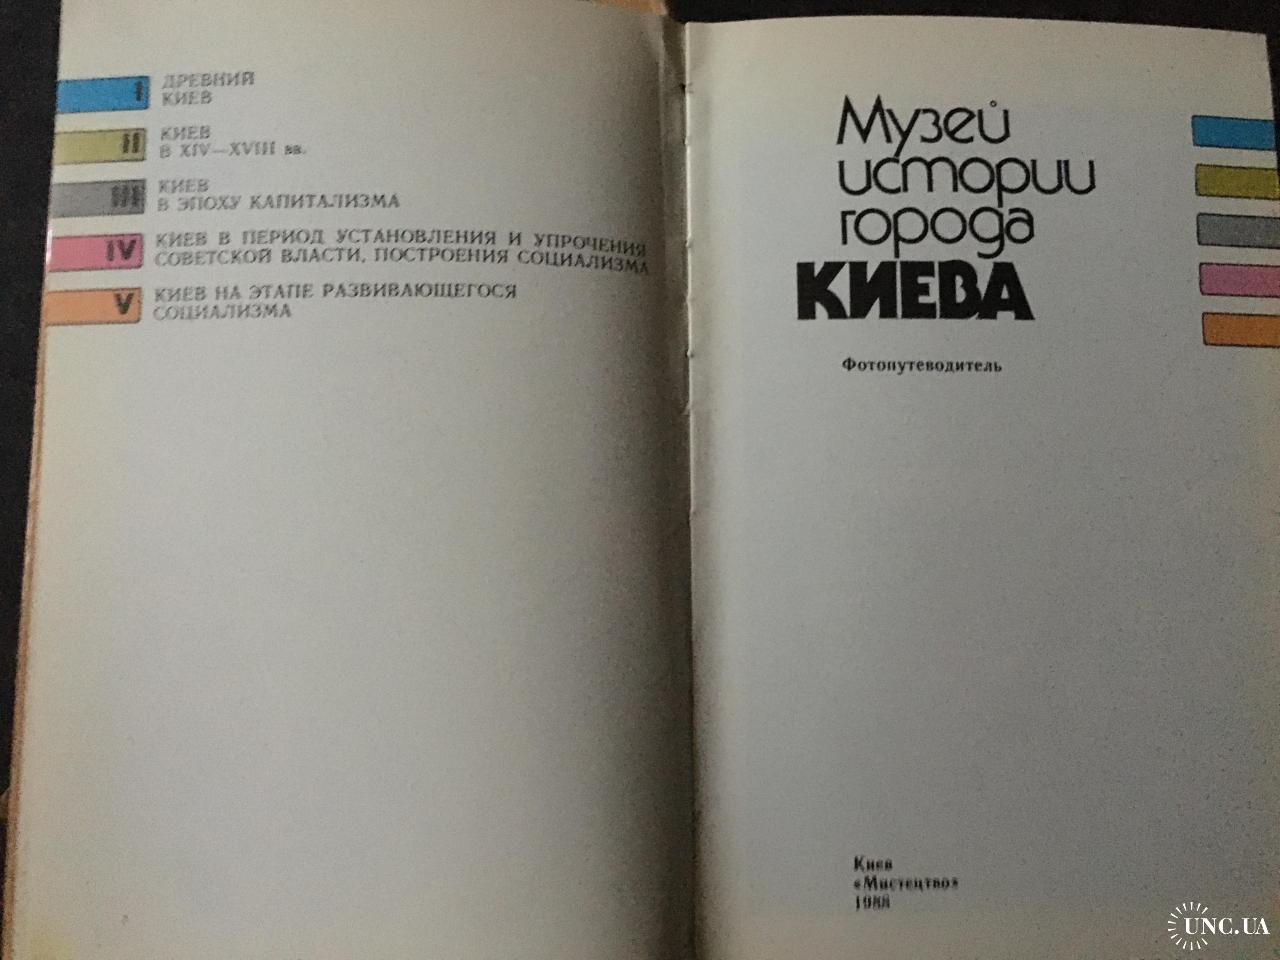 I ДРЕВНИЙ
КИЕВ
II КИЕВ
В XIV—XVIII вв.
III КИЕВ
В ЭПОХУ КАПИТАЛИЗМА
IV КИЕВ В ПЕРИОД УСТАНОВЛЕНИЯ И УПРОЧЕНИЯ
СОВЕТСКОЙ ВЛАСТИ, ПОСТРОЕНИЯ СОЦИАЛИЗМА
V КИЕВ НА ЭТАПЕ РАЗВИВАЮЩЕГОСЯ
СОЦИАЛИЗМА
Музей
истории
города
КИЕВА
Фотопутеводитель
Киев
«Мистецтво»
1988
UNC.UA